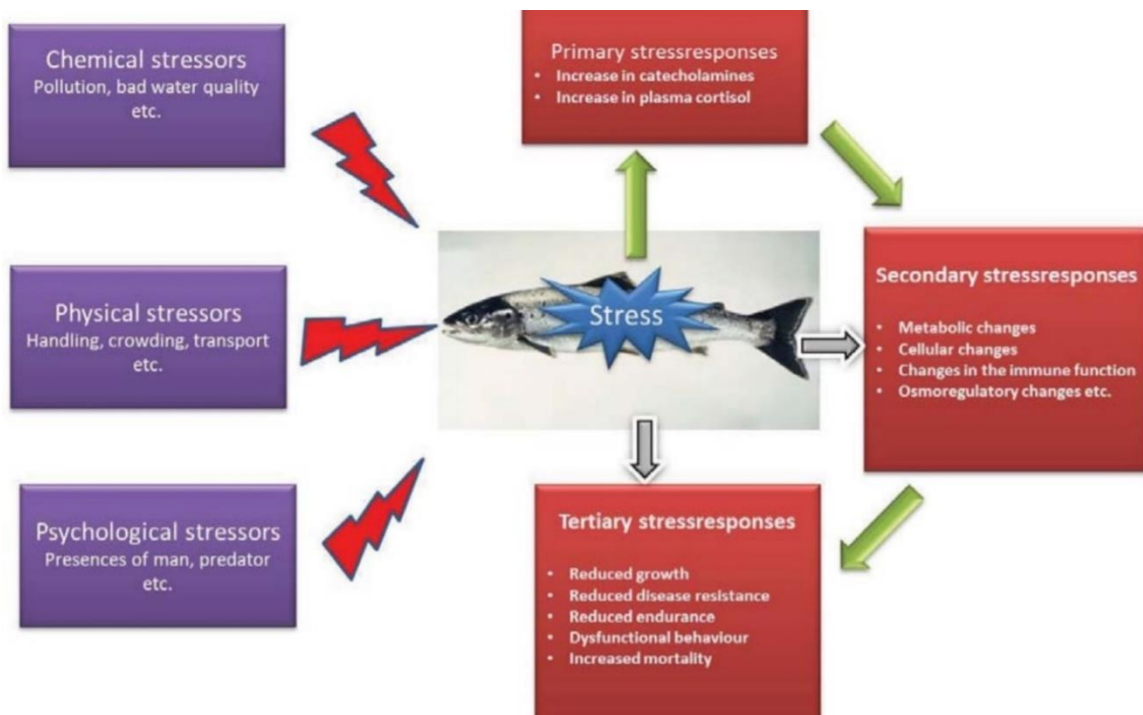 Chemical stressors
Pollution, bad water quality
etc.
Physical stressors
Handling, crowding, transport
etc.
Psychological stressors
Presences of man, predator
etc.
Stress
Primary stressresponses
• Increase in catecholamines
• Increase in plasma cortisol
Secondary stressresponses
• Metabolic changes
• Cellular changes
• Changes in the immune function
• Osmoregulatory changes etc.
Tertiary stressresponses
• Reduced growth
• Reduced disease resistance
• Reduced endurance
• Dysfunctional behaviour
• Increased mortality